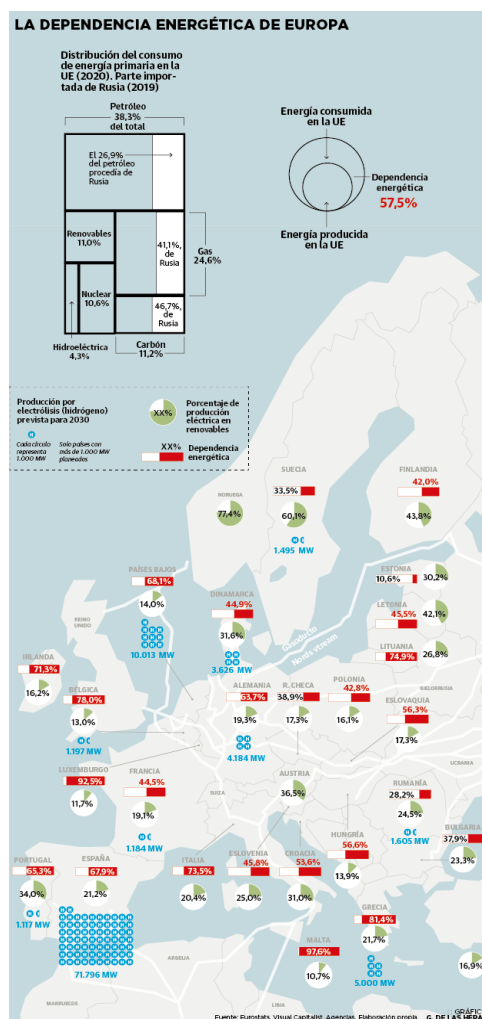 LA DEPENDENCIA ENERGÉTICA DE EUROPA
Distribución del consumo
de energía primaria en la
UE (2020). Parte impor-
tada de Rusia (2019)
Petróleo
38,3%
del total
El 26,9%
del petróleo
procedía de
Rusia
Renovables
11,0%
41,1%,
de
Rusia
Gas
24,6%
Nuclear
10,6%
46,7%,
de
Rusia
Hidroeléctrica
4,3%
Carbón
11,2%
Energía consumida
en la UE
Dependencia
energética
57,5%
Energía producida
en la UE
Producción por
electrólisis (hidrógeno)
prevista para 2030
H
Cada círculo
representa
1.000 MW
Solo países con
más de 1.000 MW
planeados
XX%
Porcentaje de
producción
eléctrica en
renovables
XX%
Dependencia
energética
NORUEGA
77,4%
SUECIA
33,5%
60,1%
1.495 MW
FINLANDIA
42,0%
43,8%
PAÍSES BAJOS
68,1%
14,0%
10.013 MW
DINAMARCA
44,9%
31,6%
3.626 MW
ESTONIA
10,6%
30,2%
LETONIA
45,5%
42,1%
LITUANIA
74,9%
26,8%
Gasoducto
Nords vtream
REINO
UNIDO
IRLANDA
71,3%
16,2%
BÉLGICA
78,0%
13,0%
1.197 MW
ALEMANIA
63,7%
19,3%
4.184 MW
R. CHECA
38,9%
17,3%
POLONIA
42,8%
16,1%
BIELORRUSIA
ESLOVAQUIA
56,3%
17,3%
UCRANIA
LUXEMBURGO
92,5%
11,7%
FRANCIA
44,5%
19,1%
1.184 MW
SUIZA
AUSTRIA
36,5%
RUMANÍA
28,2%
24,5%
1.605 MW
HUNGRÍA
56,6%
13,9%
BULGARIA
37,9%
23,3%
PORTUGAL
65,3%
34,0%
1.117 MW
ESPAÑA
67,9%
21,2%
71.796 MW
ITALIA
73,5%
20,4%
ESLOVENIA
45,8%
25,0%
CROACIA
53,6%
31,0%
GRECIA
81,4%
21,7%
5.000 MW
MALTA
97,6%
10,7%
16,9%
ARGELIA
MARRUECOS
LIBIA
GRÁFIC
Fuente: Eurostats, Visual Capitalist, Agencias. Elaboración propia
G. DE LAS HERA